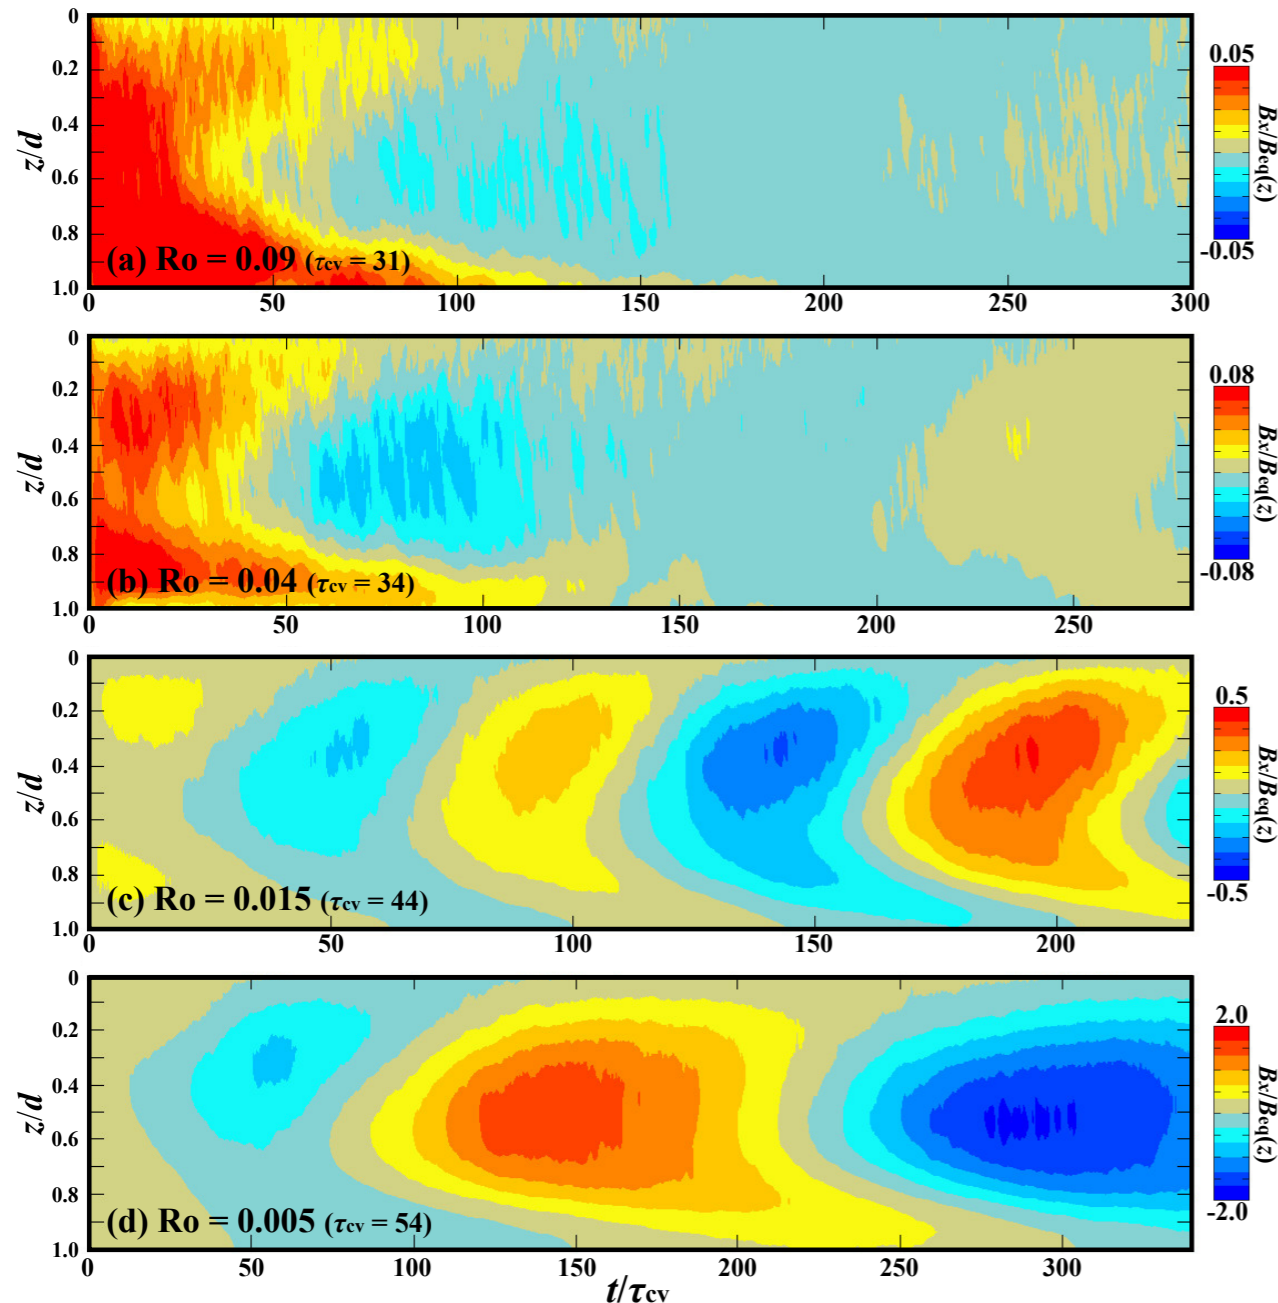 0
0.2
0.4
0.6
0.8
1.0
z/d
(a) Ro = 0.09 (τcv = 31)
0 50 100 150 200 250 300
0.05
Bx/Beq(z)
-0.05
0
0.2
0.4
0.6
0.8
1.0
z/d
(b) Ro = 0.04 (τcv = 34)
0 50 100 150 200 250
0.08
Bx/Beq(z)
-0.08
0
0.2
0.4
0.6
0.8
1.0
z/d
(c) Ro = 0.015 (τcv = 44)
0 50 100 150 200
0.5
Bx/Beq(z)
-0.5
0
0.2
0.4
0.6
0.8
1.0
z/d
(d) Ro = 0.005 (τcv = 54)
0 50 100 150 200 250 300
2.0
Bx/Beq(z)
-2.0
t/τcv